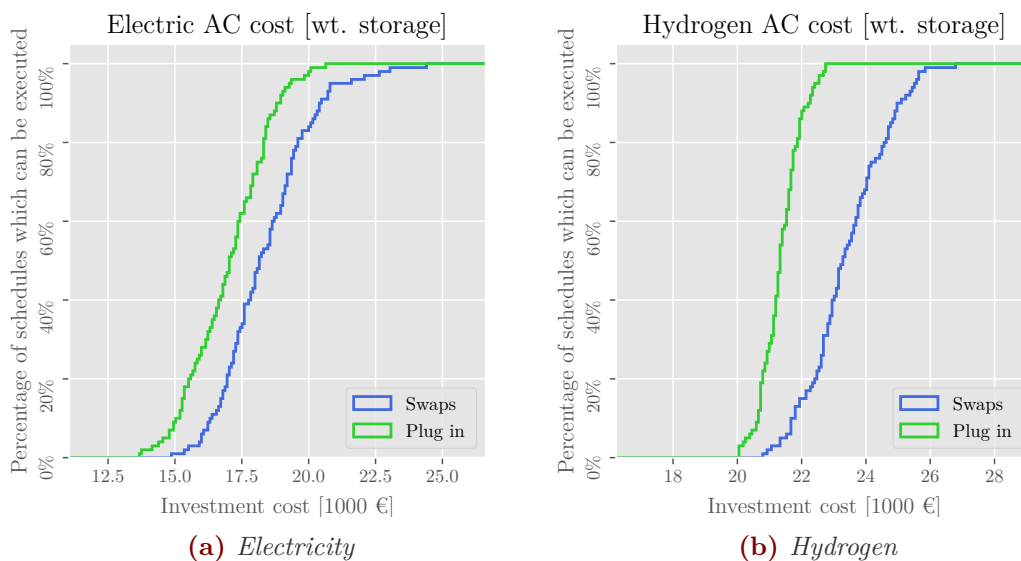 Electric AC cost [wt. storage]
Percentage of schedules which can be executed
100%
80%
60%
40%
20%
0%
12.5 15.0 17.5 20.0 22.5 25.0
Investment cost [1000 €]
Swaps
Plug in
(a) Electricity
Hydrogen AC cost [wt. storage]
Percentage of schedules which can be executed
100%
80%
60%
40%
20%
0%
18 20 22 24 26 28
Investment cost [1000 €]
Swaps
Plug in
(b) Hydrogen